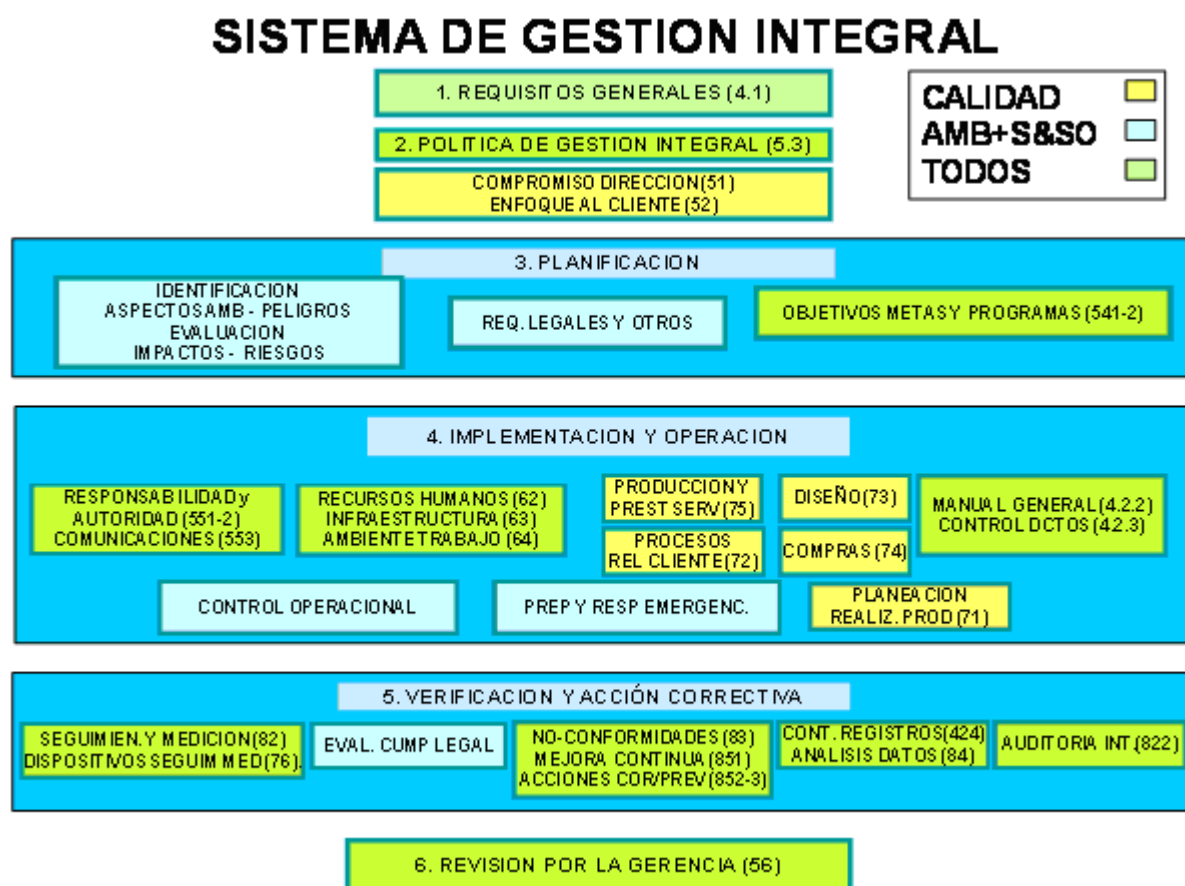 SISTEMA DE GESTION INTEGRAL
1. REQUISITOS GENERALES (4.1)
CALIDAD
AMB+S&SO
TODOS
2. POLITICA DE GESTION INTEGRAL (5.3)
COMPROMISO DIRECCION(51)
ENFOQUE AL CLIENTE (52)
3. PLANIFICACION
IDENTIFICACION
ASPECTOS AMB - PELIGROS
EVALUACION
IMPACTOS - RIESGOS
REQ. LEGALES Y OTROS
OBJETIVOS METAS Y PROGRAMAS (541-2)
4. IMPLEMENTACION Y OPERACION
RESPONSABILIDAD y
AUTORIDAD (551-2)
COMUNICACIONES (553)
RECURSOS HUMANOS (62)
INFRAESTRUCTURA (63)
AMBIENTE TRABAJO (64)
PRODUCCION Y
PREST SERV (75)
DISEÑO (73)
PROCESOS
REL CLIENTE (72)
COMPRAS (74)
MANUAL GENERAL (4.2.2)
CONTROL DCTOS (4.2.3)
CONTROL OPERACIONAL
PREP Y RESP EMERGENC.
PLANEACION
REALIZ. PROD (71)
5. VERIFICACION Y ACCIÓN CORRECTIVA
SEGUIMIEN. Y MEDICION (82)
DISPOSITIVOS SEGUIM MED (76).
EVAL. CUMP LEGAL
NO-CONFORMIDADES (83)
MEJORA CONTINUA (851)
ACCIONES COR/PREV (852-3)
CONT. REGISTROS (424)
ANALISIS DATOS (84)
AUDITORIA INT.(822)
6. REVISION POR LA GERENCIA (56)